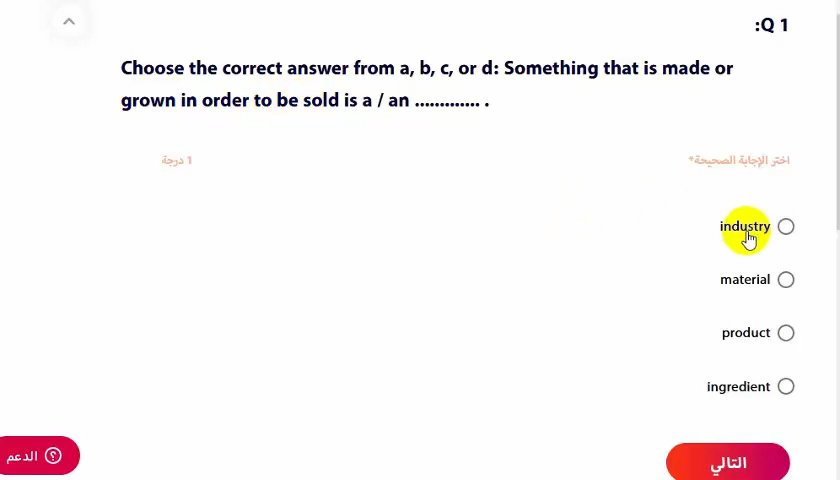 :Q 1
Choose the correct answer from a, b, c, or d: Something that is made or
grown in order to be sold is a / an ............. .
اختر الإجابة الصحيحة*
1 درجة
industry
material
product
ingredient
التالي
الدعم